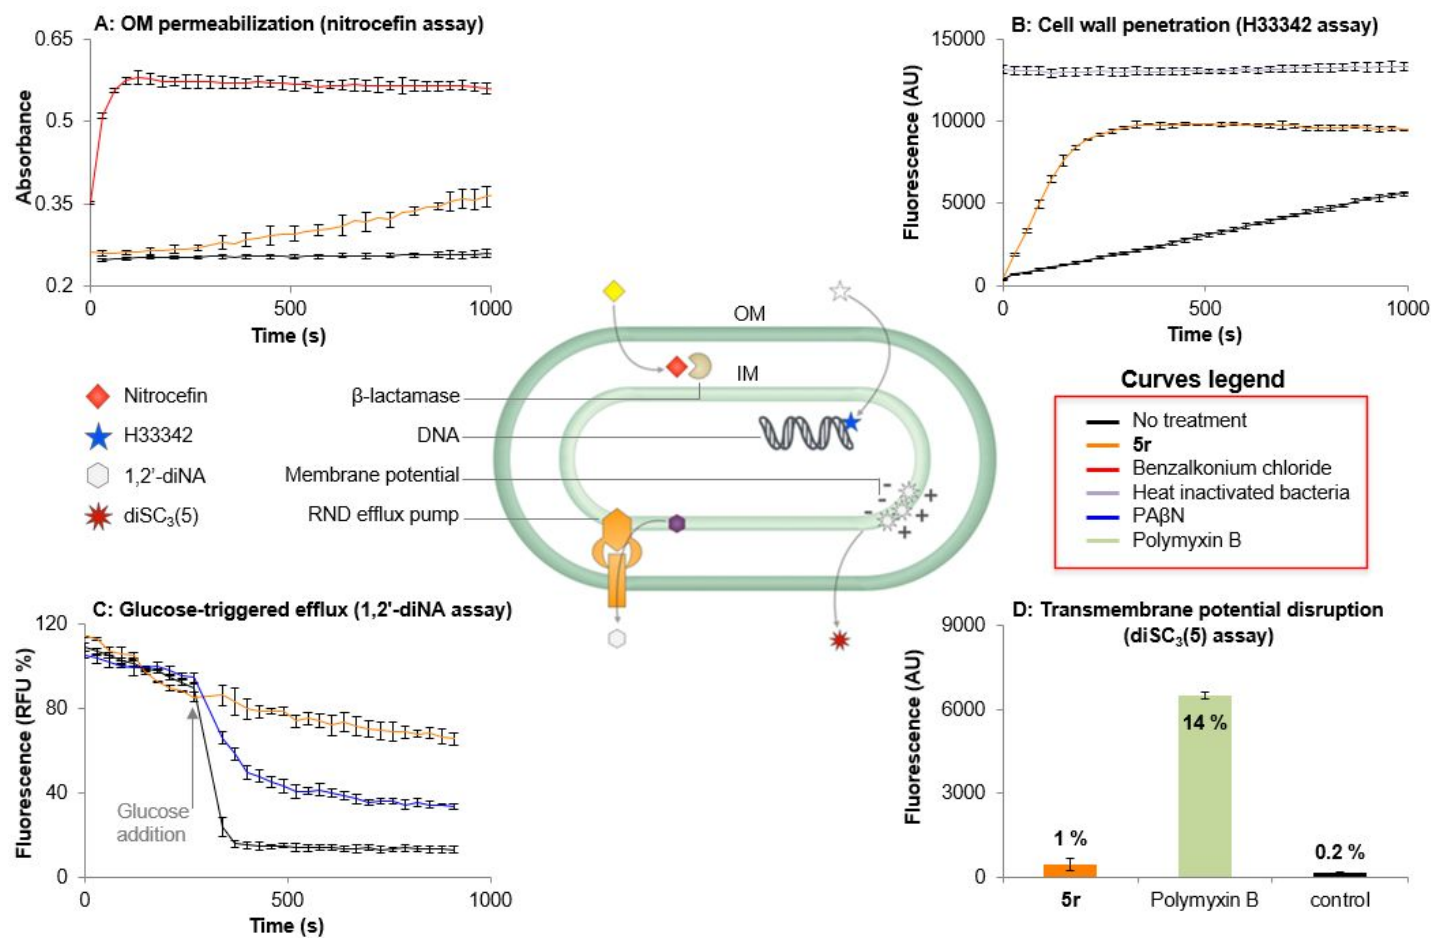 A: OM permeabilization (nitrocefin assay)
0.65
0.5
0.35
0.2
Absorbance
0
500
1000
Time (s)
B: Cell wall penetration (H33342 assay)
15000
10000
5000
0
Fluorescence (AU)
0
500
1000
Time (s)
Nitrocefin
H33342
1,2'-diNA
diSC3(5)
β-lactamase
DNA
Membrane potential
RND efflux pump
OM
IM
-
-
-
-
+
+
+
+
Curves legend
No treatment
5r
Benzalkonium chloride
Heat inactivated bacteria
PAβN
Polymyxin B
C: Glucose-triggered efflux (1,2'-diNA assay)
120
80
40
0
Fluorescence (RFU %)
Glucose
addition
0
500
1000
Time (s)
D: Transmembrane potential disruption
(diSC3(5) assay)
9000
6000
3000
0
Fluorescence (AU)
1 %
14 %
0.2 %
5r
Polymyxin B
control